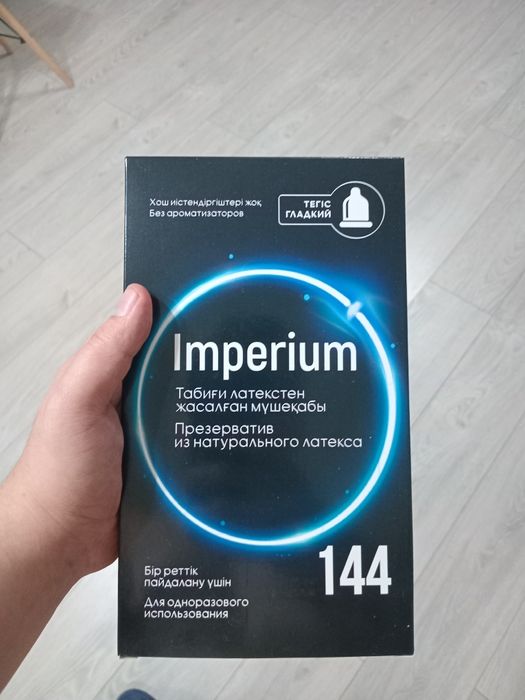 Хош иістендіргіштері жоқ
Без ароматизаторов
ТЕГІС
ГЛАДКИЙ
Imperium
Табиғи латекстен
жасалған мүшеқабы
Презерватив
из натурального латекса
Бір реттік
пайдалану үшін
Для одноразового
использования
144